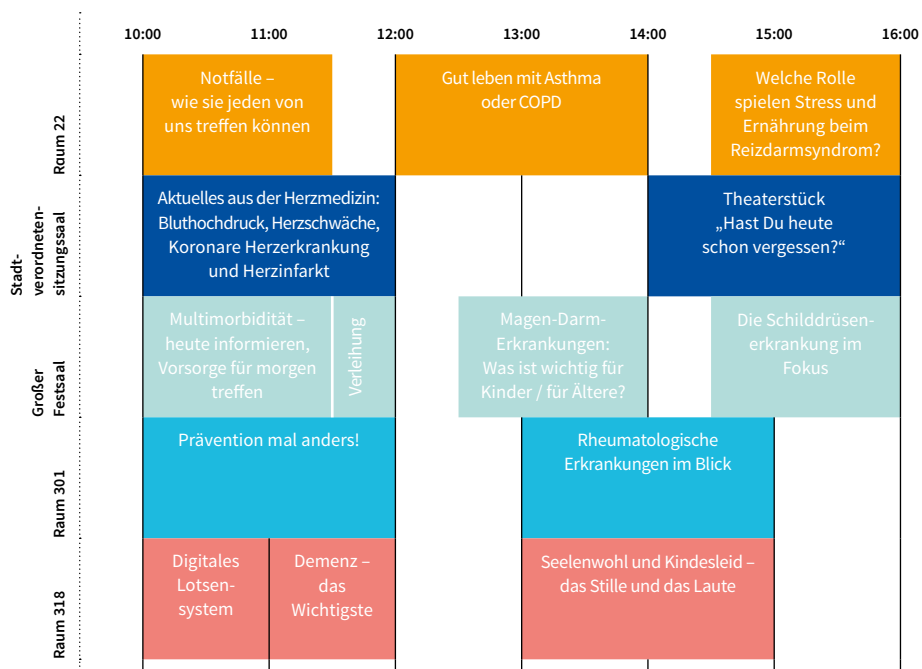 10:00
11:00
12:00
13:00
14:00
15:00
16:00
Raum 22
Notfälle –
wie sie jeden von
uns treffen können
Gut leben mit Asthma
oder COPD
Welche Rolle
spielen Stress und
Ernährung beim
Reizdarmsyndrom?
Stadt-
verordneten-
sitzungssaal
Aktuelles aus der Herzmedizin:
Bluthochdruck, Herzschwäche,
Koronare Herzerkrankung
und Herzinfarkt
Theaterstück
„Hast Du heute
schon vergessen?“
Großer
Festsaal
Multimorbidität –
heute informieren,
Vorsorge für morgen
treffen
Verleihung
Magen-Darm-
Erkrankungen:
Was ist wichtig für
Kinder / für Ältere?
Die Schilddrüsen-
erkrankung im
Fokus
Raum 301
Prävention mal anders!
Rheumatologische
Erkrankungen im Blick
Raum 318
Digitales
Lotsen-
system
Demenz –
das
Wichtigste
Seelenwohl und Kindesleid –
das Stille und das Laute